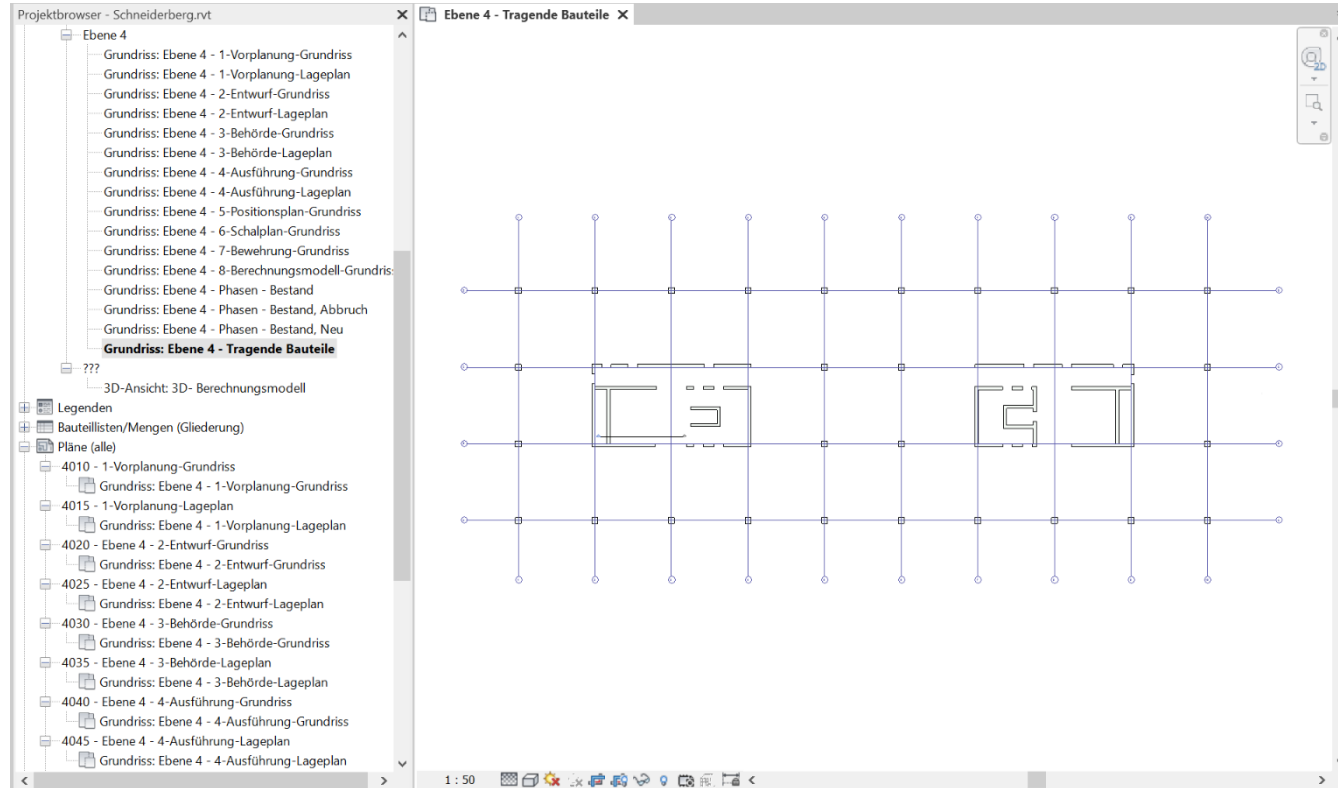 Projektbrowser - Schneiderberg.rvt
Ebene 4 - Tragende Bauteile
Ebene 4
Grundriss: Ebene 4 - 1-Vorplanung-Grundriss
Grundriss: Ebene 4 - 1-Vorplanung-Lageplan
Grundriss: Ebene 4 - 2-Entwurf-Grundriss
Grundriss: Ebene 4 - 2-Entwurf-Lageplan
Grundriss: Ebene 4 - 3-Behörde-Grundriss
Grundriss: Ebene 4 - 3-Behörde-Lageplan
Grundriss: Ebene 4 - 4-Ausführung-Grundriss
Grundriss: Ebene 4 - 4-Ausführung-Lageplan
Grundriss: Ebene 4 - 5-Positionsplan-Grundriss
Grundriss: Ebene 4 - 6-Schalplan-Grundriss
Grundriss: Ebene 4 - 7-Bewehrung-Grundriss
Grundriss: Ebene 4 - 8-Berechnungsmodell-Grundris
Grundriss: Ebene 4 - Phasen - Bestand
Grundriss: Ebene 4 - Phasen - Bestand, Abbruch
Grundriss: Ebene 4 - Phasen - Bestand, Neu
Grundriss: Ebene 4 - Tragende Bauteile
???
3D-Ansicht: 3D- Berechnungsmodell
Legenden
Bauteillisten/Mengen (Gliederung)
Pläne (alle)
4010 - 1-Vorplanung-Grundriss
Grundriss: Ebene 4 - 1-Vorplanung-Grundriss
4015 - 1-Vorplanung-Lageplan
Grundriss: Ebene 4 - 1-Vorplanung-Lageplan
4020 - Ebene 4 - 2-Entwurf-Grundriss
Grundriss: Ebene 4 - 2-Entwurf-Grundriss
4025 - Ebene 4 - 2-Entwurf-Lageplan
Grundriss: Ebene 4 - 2-Entwurf-Lageplan
4030 - Ebene 4 - 3-Behörde-Grundriss
Grundriss: Ebene 4 - 3-Behörde-Grundriss
4035 - Ebene 4 - 3-Behörde-Lageplan
Grundriss: Ebene 4 - 3-Behörde-Lageplan
4040 - Ebene 4 - 4-Ausführung-Grundriss
Grundriss: Ebene 4 - 4-Ausführung-Grundriss
4045 - Ebene 4 - 4-Ausführung-Lageplan
Grundriss: Ebene 4 - 4-Ausführung-Lageplan
2D
1 : 50